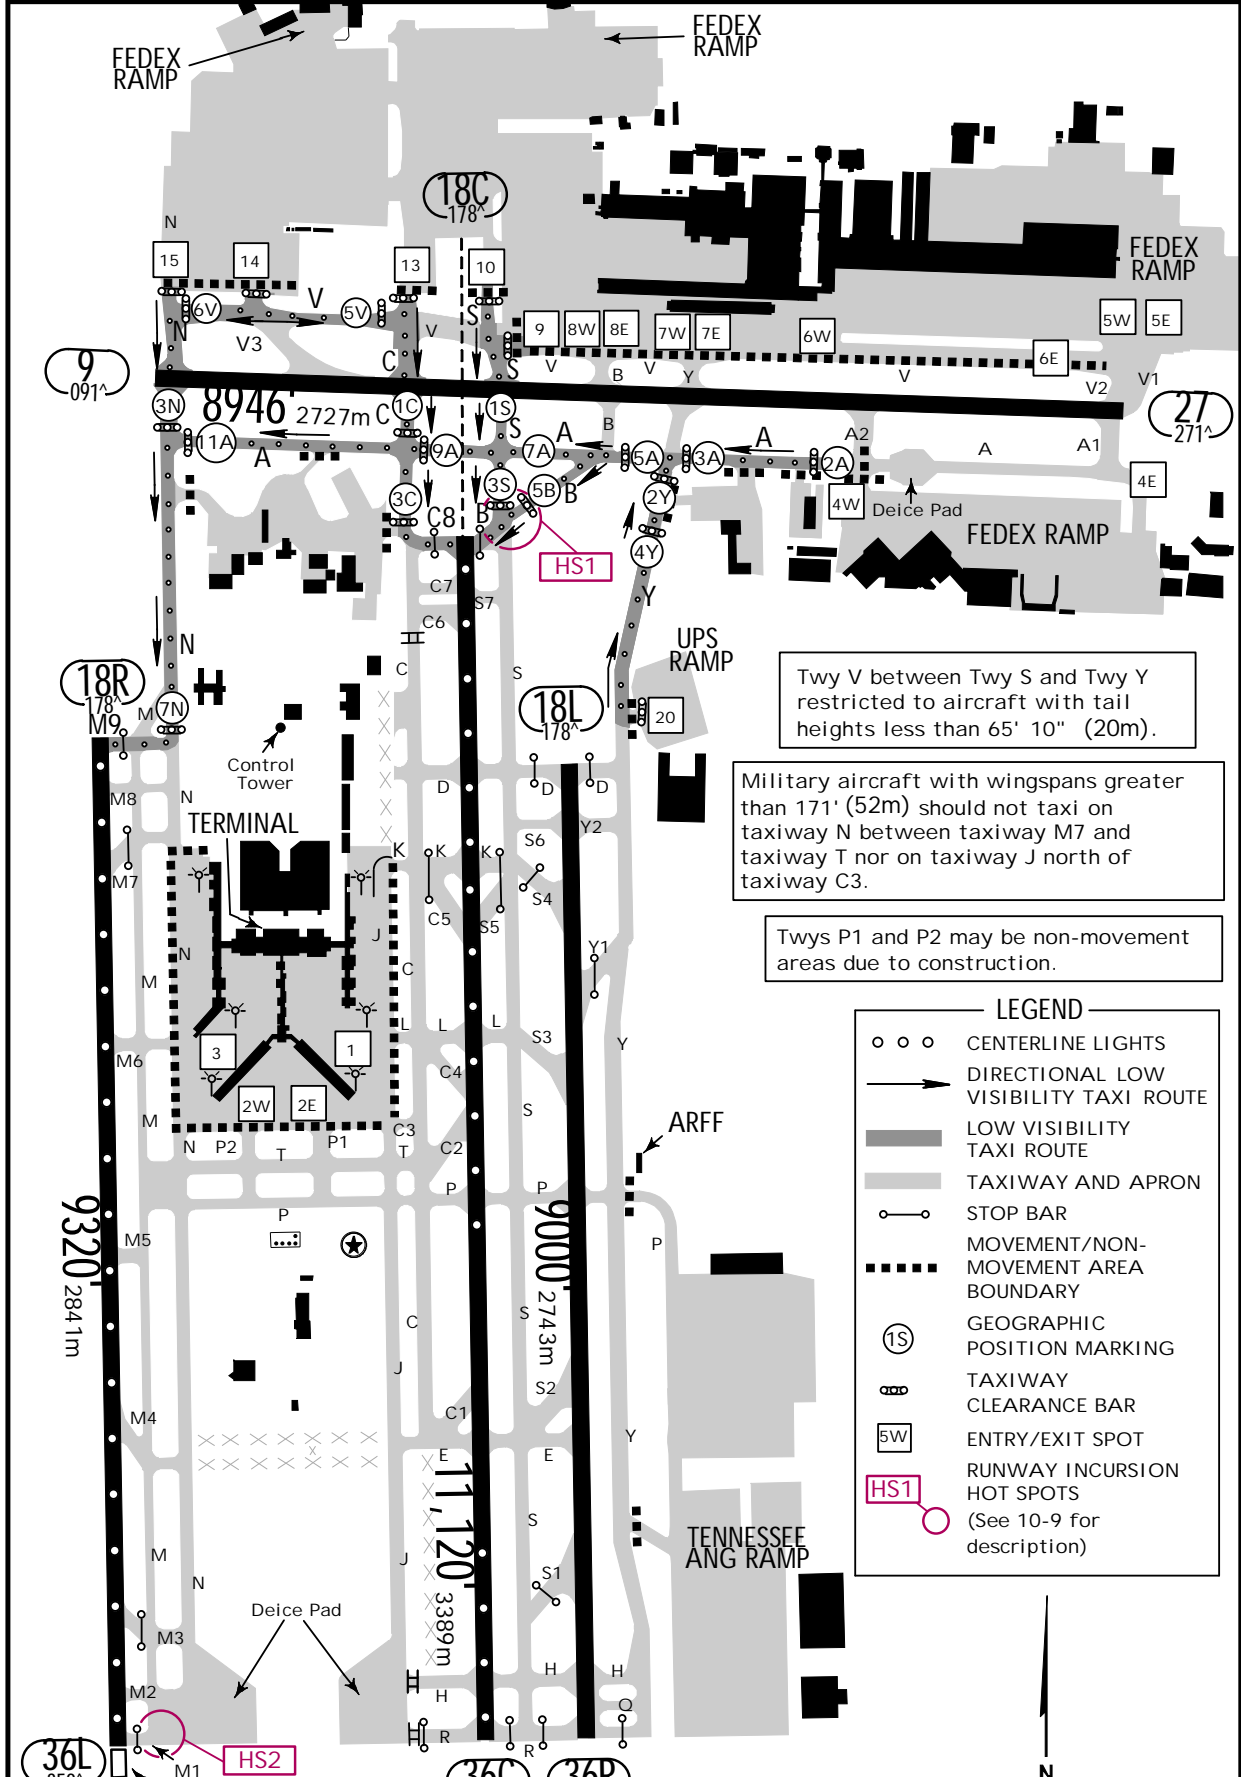 FEDEX
RAMP
FEDEX
RAMP
18C
178^
N
15
14
13
10
FEDEX
RAMP
6V
V
5V
V
S
9
8W
8E
7W
7E
6W
5W
5E
N
V3
C
S
V
B
V
Y
V
6E
V2
V1
9
091^
3N
8946'
2727m
C
1C
1S
S
B
27
271^
11A
A
9A
7A
A
5A
3A
A
2A
A2
A
A1
3C
C8
3S
B
5B
B
2Y
4W
Deice Pad
4E
FEDEX RAMP
HS1
4Y
C7
S7
C6
Y
N
UPS
RAMP
C
S
18R
178^
M9
M
7N
18L
178^
20
Twy V between Twy S and Twy Y
restricted to aircraft with tail
heights less than 65' 10" (20m).
Control
Tower
D
D
D
Military aircraft with wingspans greater
than 171' (52m) should not taxi on
taxiway N between taxiway M7 and
taxiway T nor on taxiway J north of
taxiway C3.
M8
N
TERMINAL
Y2
S6
K
K
K
M7
S4
C5
S5
Twys P1 and P2 may be non-movement
areas due to construction.
N
J
Y1
M
C
LEGEND
CENTERLINE LIGHTS
DIRECTIONAL LOW
VISIBILITY TAXI ROUTE
LOW VISIBILITY
TAXI ROUTE
TAXIWAY AND APRON
STOP BAR
MOVEMENT/NON-
MOVEMENT AREA
BOUNDARY
1S
GEOGRAPHIC
POSITION MARKING
TAXIWAY
CLEARANCE BAR
5W
ENTRY/EXIT SPOT
HS1
RUNWAY INCURSION
HOT SPOTS
(See 10-9 for
description)
L
L
L
S3
Y
M6
3
1
C4
2W
2E
S
M
ARFF
N
P2
T
P1
C3
T
C2
P
P
9320'
2841m
P
9000'
2743m
P
M5
C
S
J
S2
M4
C1
E
E
Y
11,120'
3389m
S
TENNESSEE
ANG RAMP
M
N
J
S1
Deice Pad
M3
H
H
H
M2
Q
R
R
36L
HS2
M1
36C
36R
N